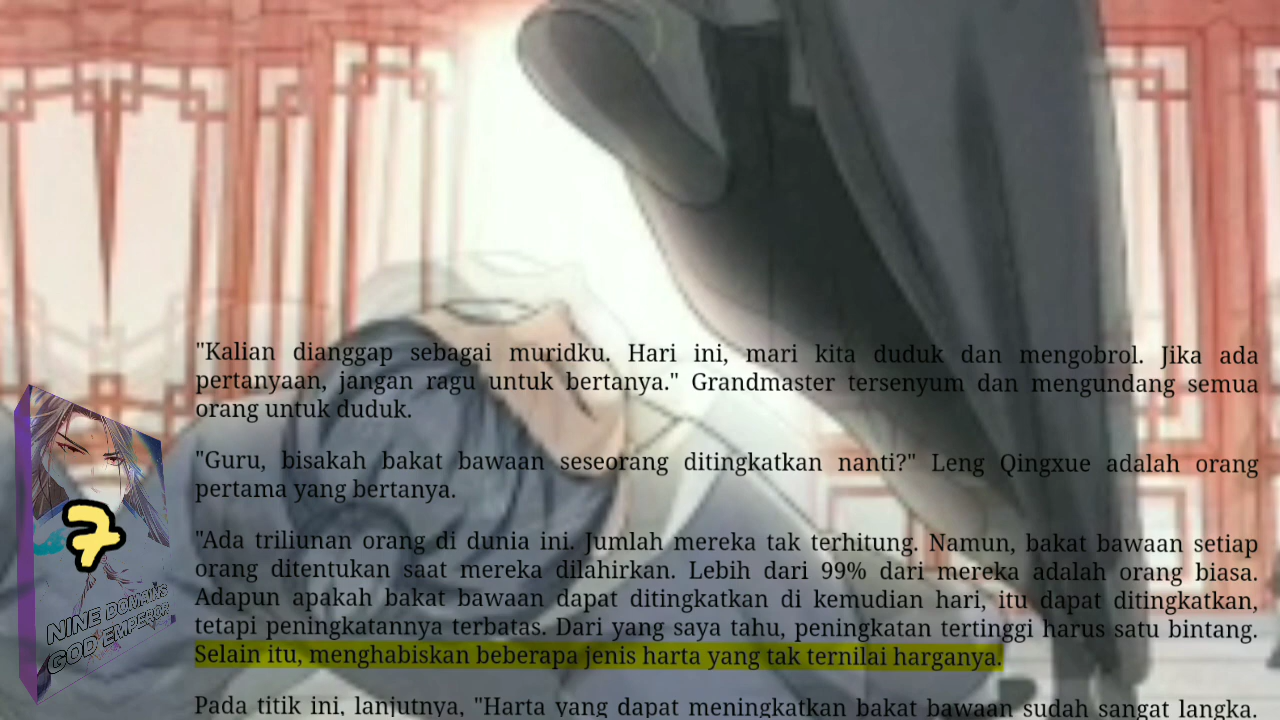 "Kalian dianggap sebagai muridku. Hari ini, mari kita duduk dan mengobrol. Jika ada
pertanyaan, jangan ragu untuk bertanya." Grandmaster tersenyum dan mengundang semua
orang untuk duduk.
"Guru, bisakah bakat bawaan seseorang ditingkatkan nanti?" Leng Qingxue adalah orang
pertama yang bertanya.
"Ada triliunan orang di dunia ini. Jumlah mereka tak terhitung. Namun, bakat bawaan setiap
orang ditentukan saat mereka dilahirkan. Lebih dari 99% dari mereka adalah orang biasa.
Adapun apakah bakat bawaan dapat ditingkatkan di kemudian hari, itu dapat ditingkatkan,
tetapi peningkatannya terbatas. Dari yang saya tahu, peningkatan tertinggi harus satu bintang.
Selain itu, menghabiskan beberapa jenis harta yang tak ternilai harganya.
Pada titik ini, lanjutnya, "Harta yang dapat meningkatkan bakat bawaan sudah sangat langka.
7
NINE DOMAINS
GOD EMPEROR